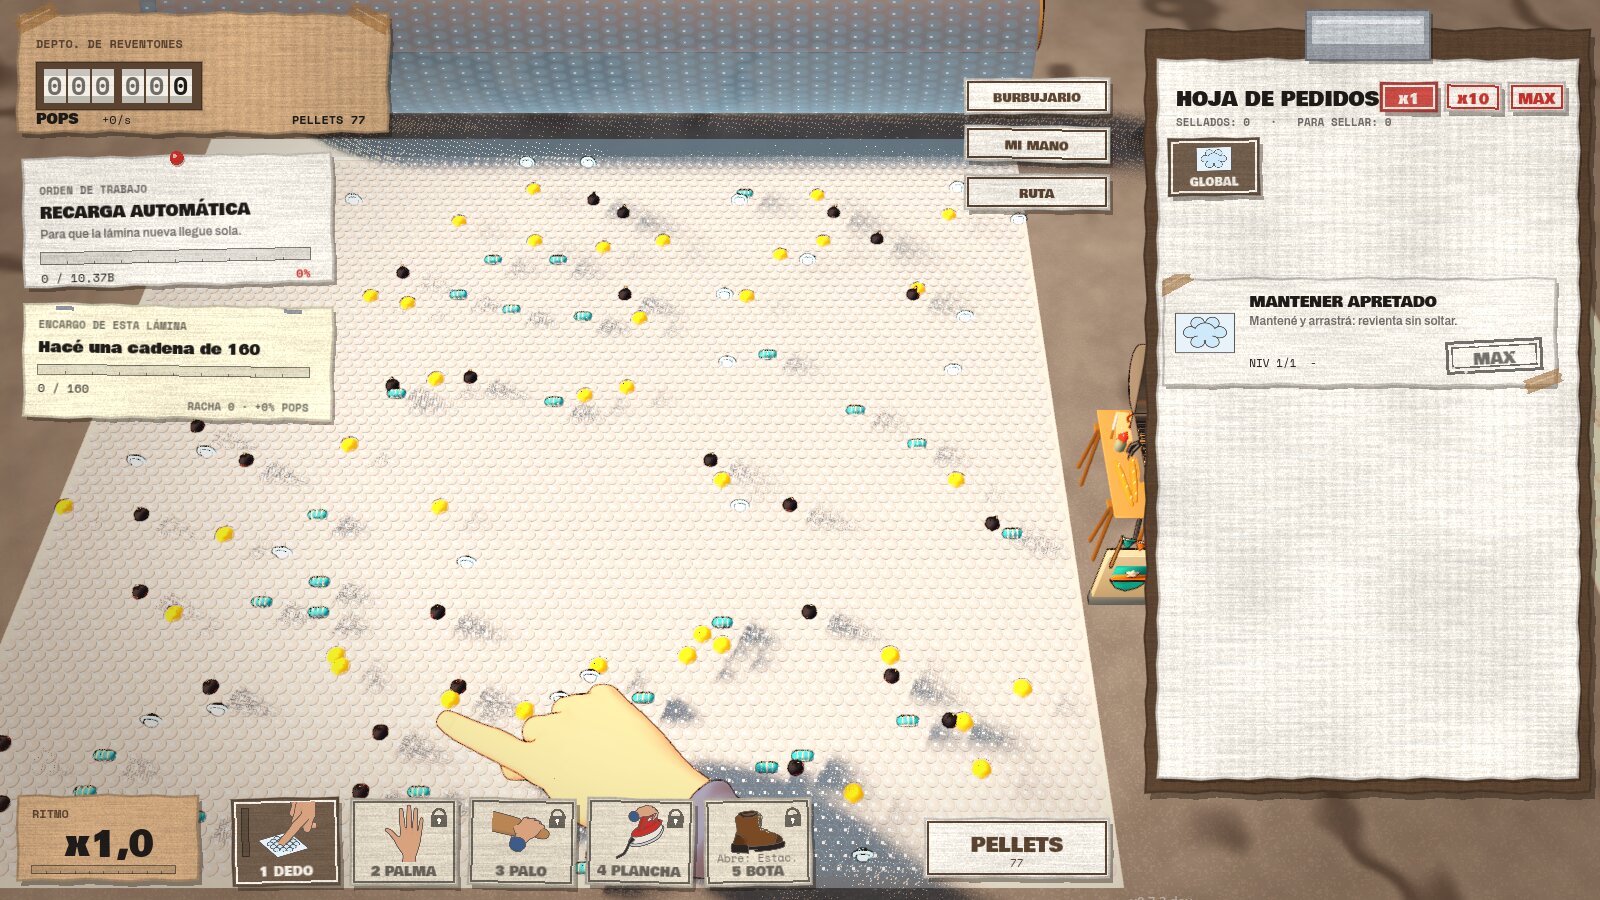 DEPTO. DE REVENTONES
000 000
POPS +0/s PELLETS 77
ORDEN DE TRABAJO
RECARGA AUTOMÁTICA
Para que la lámina nueva llegue sola.
0 / 10.37B 0%
ENCARGO DE ESTA LÁMINA
Hacé una cadena de 160
0 / 160
RACHA 0 · +0% POPS
BURBUJARIO
MI MANO
RUTA
HOJA DE PEDIDOS x1 x10 MAX
SELLADOS: 0 · PARA SELLAR: 0
GLOBAL
MANTENER APRETADO
Mantené y arrastrá: revienta sin soltar.
NIV 1/1 -
MAX
RITMO
x1,0
1 DEDO
2 PALMA
3 PALO
4 PLANCHA
Abre: Estac.
5 BOTA
PELLETS
77